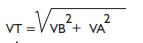 VT = √VB² + VA²